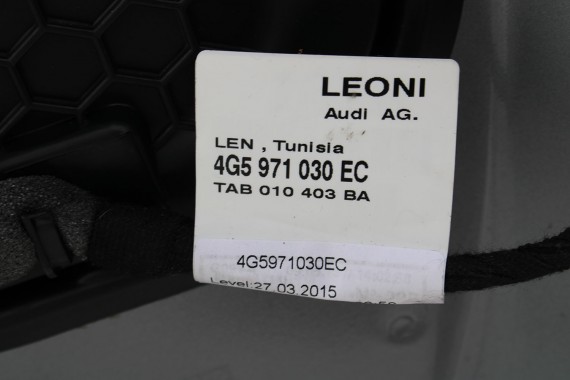 LEONI
Audi AG.
LEN , Tunisia
4G5 971 030 EC
TAB 010 403 BA
4G5971030EC
Level:27.03.2015